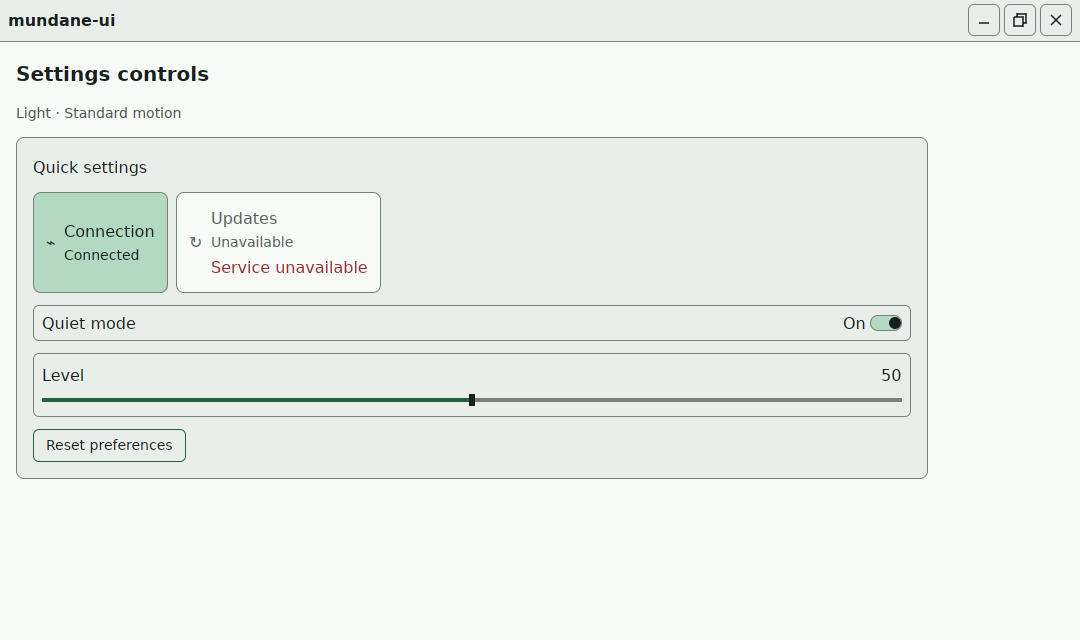 mundane-ui
Settings controls
Light · Standard motion
Quick settings
Connection
Connected
Updates
Unavailable
Service unavailable
Quiet mode On
Level 50
Reset preferences